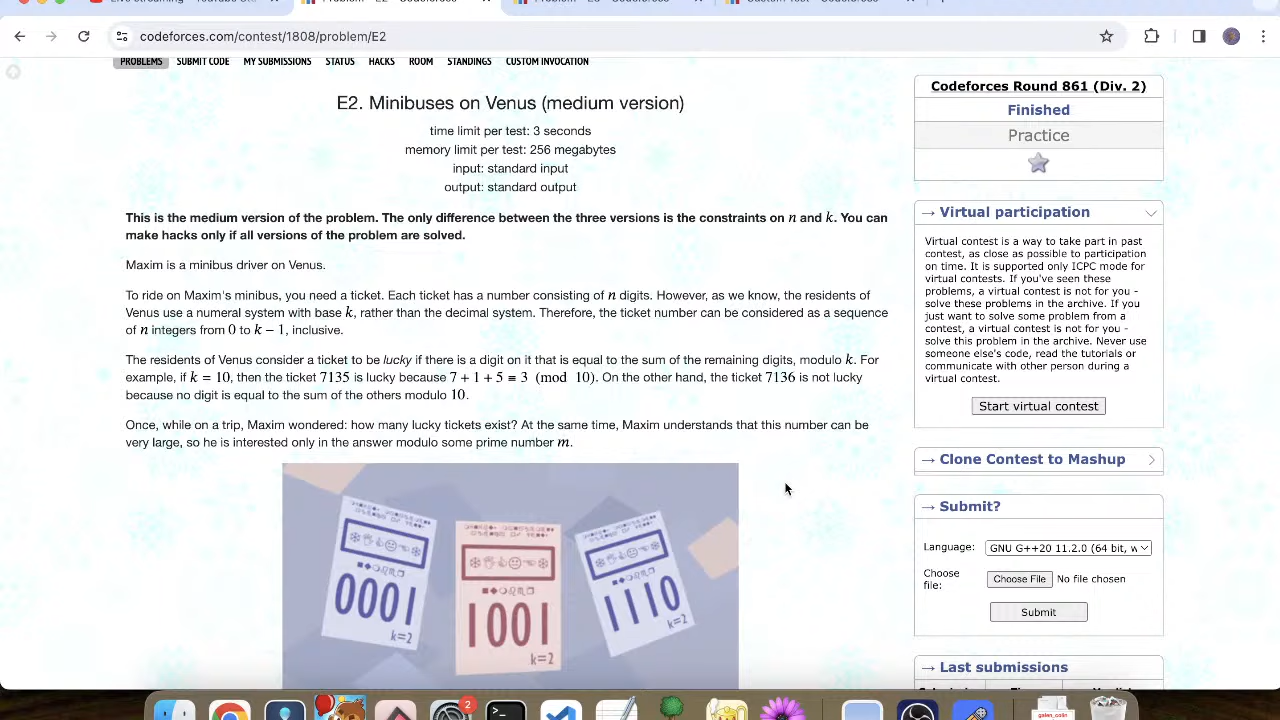 codeforces.com/contest/1808/problem/E2
PROBLEMS SUBMIT CODE MY SUBMISSIONS STATUS HACKS ROOM STANDINGS CUSTOM INVOCATION
E2. Minibuses on Venus (medium version)
time limit per test: 3 seconds
memory limit per test: 256 megabytes
input: standard input
output: standard output
This is the medium version of the problem. The only difference between the three versions is the constraints on n and k. You can
make hacks only if all versions of the problem are solved.
Maxim is a minibus driver on Venus.
To ride on Maxim's minibus, you need a ticket. Each ticket has a number consisting of n digits. However, as we know, the residents of
Venus use a numeral system with base k, rather than the decimal system. Therefore, the ticket number can be considered as a sequence
of n integers from 0 to k − 1, inclusive.
The residents of Venus consider a ticket to be lucky if there is a digit on it that is equal to the sum of the remaining digits, modulo k. For
example, if k = 10, then the ticket 7135 is lucky because 7 + 1 + 5 ≡ 3 (mod 10). On the other hand, the ticket 7136 is not lucky
because no digit is equal to the sum of the others modulo 10.
Once, while on a trip, Maxim wondered: how many lucky tickets exist? At the same time, Maxim understands that this number can be
very large, so he is interested only in the answer modulo some prime number m.
0001
k=2
1001
k=2
1110
k=2
Codeforces Round 861 (Div. 2)
Finished
Practice
→ Virtual participation
Virtual contest is a way to take part in past
contest, as close as possible to participation
on time. It is supported only ICPC mode for
virtual contests. If you've seen these
problems, a virtual contest is not for you -
solve these problems in the archive. If you
just want to solve some problem from a
contest, a virtual contest is not for you -
solve this problem in the archive. Never use
someone else's code, read the tutorials or
communicate with other person during a
virtual contest.
Start virtual contest
→ Clone Contest to Mashup
→ Submit?
Language: GNU G++20 11.2.0 (64 bit, w
Choose
file: Choose File No file chosen
Submit
→ Last submissions
2